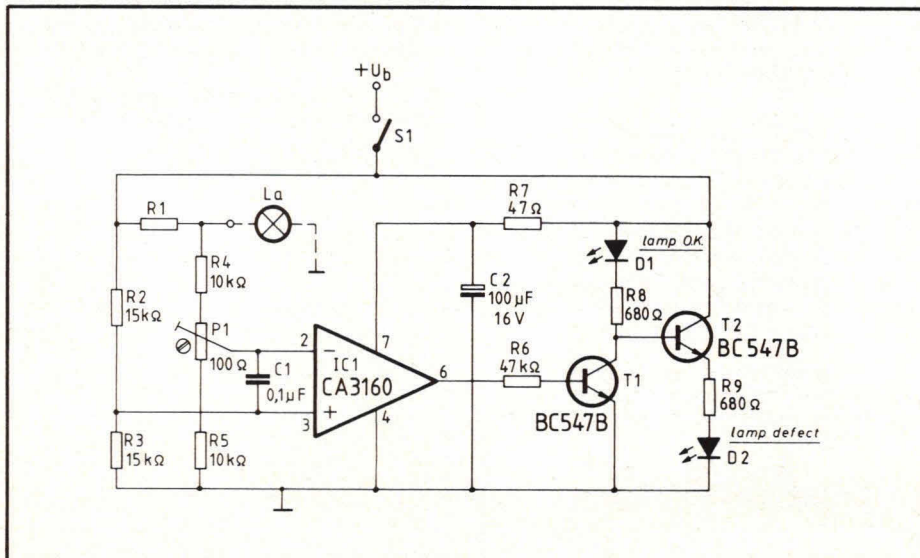 +Ub
S1
R1
La
R7
47Ω
lamp O.K.
D1
R4
10kΩ
R2
15kΩ
C2
100µF
16V
R8
680Ω
T2
BC547B
P1
100Ω
2
−
7
IC1
CA3160
6
R6
47kΩ
C1
0,1µF
T1
BC547B
R9
680Ω
+
3
4
R3
15kΩ
R5
10kΩ
lamp defect
D2